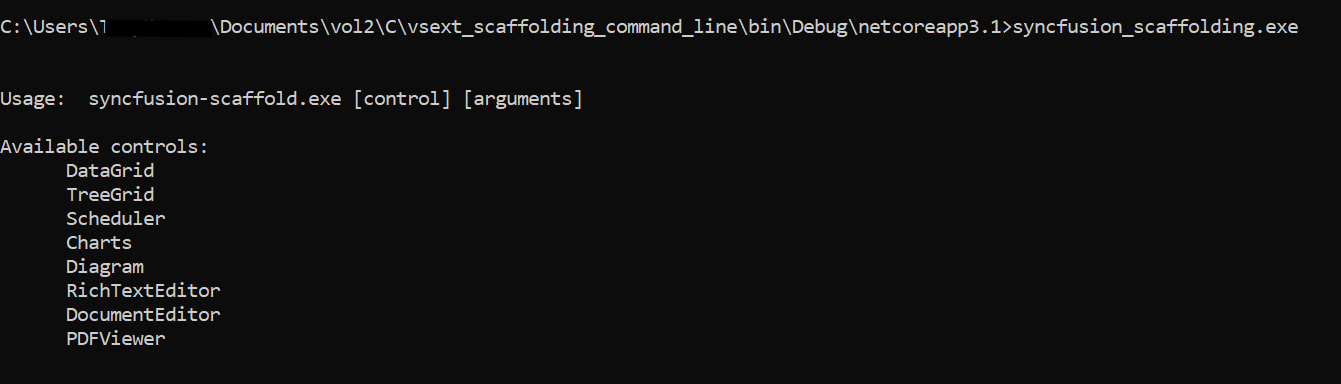 C:\Users\T \Documents\vol2\C\vsext_scaffolding_command_line\bin\Debug\netcoreapp3.1>syncfusion_scaffolding.exe
Usage:  syncfusion-scaffold.exe [control] [arguments]
Available controls:
DataGrid
TreeGrid
Scheduler
Charts
Diagram
RichTextEditor
DocumentEditor
PDFViewer